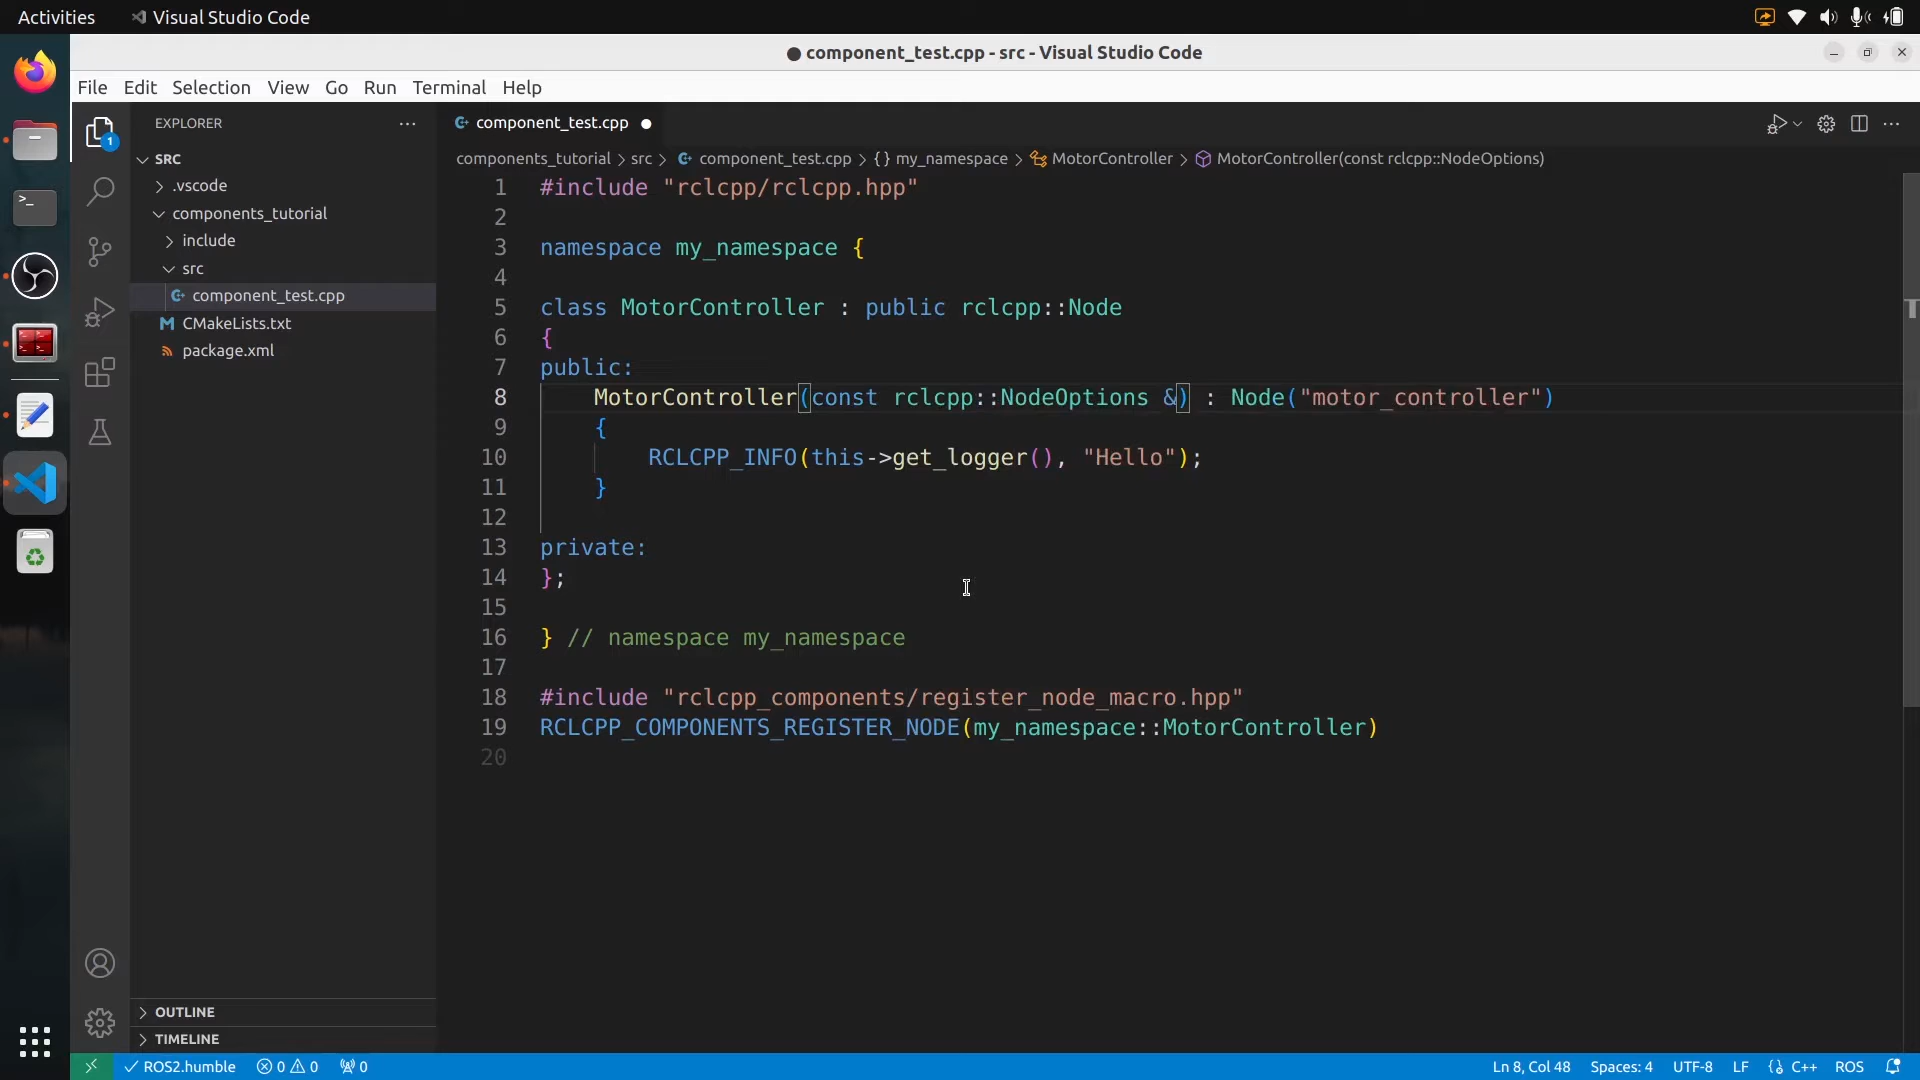 Activities Visual Studio Code
● component_test.cpp - src - Visual Studio Code
File Edit Selection View Go Run Terminal Help
EXPLORER
SRC
.vscode
components_tutorial
include
src
component_test.cpp
CMakeLists.txt
package.xml
OUTLINE
TIMELINE
component_test.cpp ●
components_tutorial > src > component_test.cpp > {} my_namespace > MotorController > MotorController(const rclcpp::NodeOptions)
1 #include "rclcpp/rclcpp.hpp"
2
3 namespace my_namespace {
4
5 class MotorController : public rclcpp::Node
6 {
7 public:
8 MotorController(const rclcpp::NodeOptions &) : Node("motor_controller")
9 {
10 RCLCPP_INFO(this->get_logger(), "Hello");
11 }
12
13 private:
14 };
15
16 } // namespace my_namespace
17
18 #include "rclcpp_components/register_node_macro.hpp"
19 RCLCPP_COMPONENTS_REGISTER_NODE(my_namespace::MotorController)
20
1
ROS2.humble 0 0 0 Ln 8, Col 48 Spaces: 4 UTF-8 LF {} C++ ROS